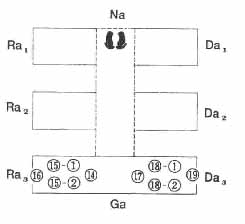 Na
Ra1 Da1
Ra2 Da2
⑮-① ⑱-①
Ra3 ⑯ ⑭ ⑰ ⑲ Da3
⑮-② ⑱-②
Ga